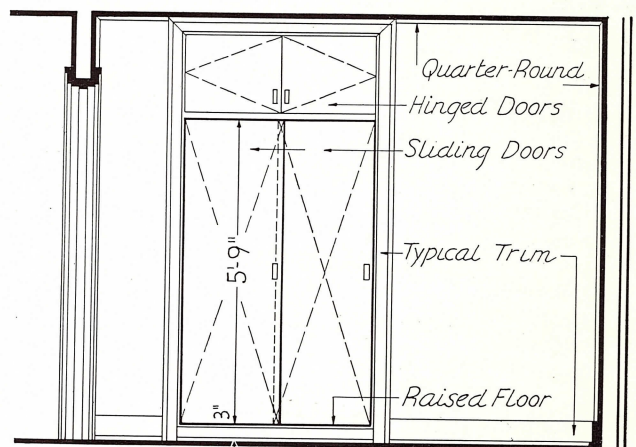 Quarter-Round
Hinged Doors
Sliding Doors
5'-9"
Typical Trim
3"
Raised Floor